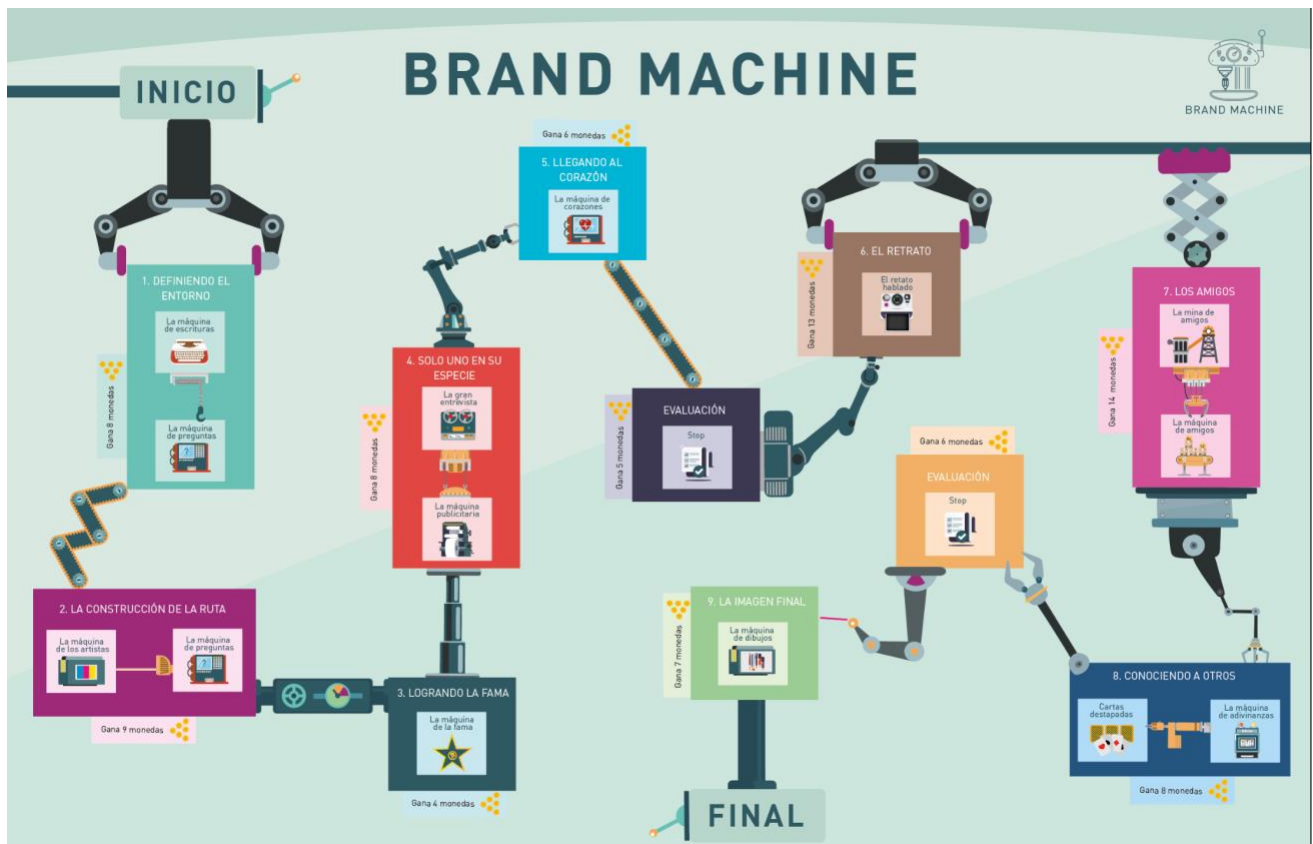 BRAND MACHINE
INICIO
BRAND MACHINE
1. DEFINIENDO EL
ENTORNO
La máquina
de escrituras
La máquina
de preguntas
?
Gana 8 monedas
2. LA CONSTRUCCIÓN DE LA RUTA
La máquina
de los artistas
La máquina
de preguntas
?
Gana 9 monedas
3. LOGRANDO LA FAMA
La máquina
de la fama
Gana 4 monedas
4. SOLO UNO EN SU
ESPECIE
La gran
entrevista
La máquina
publicitaria
Gana 8 monedas
5. LLEGANDO AL
CORAZÓN
La máquina de
corazones
Gana 6 monedas
EVALUACIÓN
Stop
Gana 5 monedas
6. EL RETRATO
El retato
hablado
Gana 13 monedas
7. LOS AMIGOS
La mina de
amigos
La máquina
de amigos
Gana 14 monedas
8. CONOCIENDO A OTROS
Cartas
destapadas
La máquina
de adivinanzas
Gana 8 monedas
EVALUACIÓN
Stop
Gana 6 monedas
9. LA IMAGEN FINAL
La máquina
de dibujos
Gana 7 monedas
FINAL